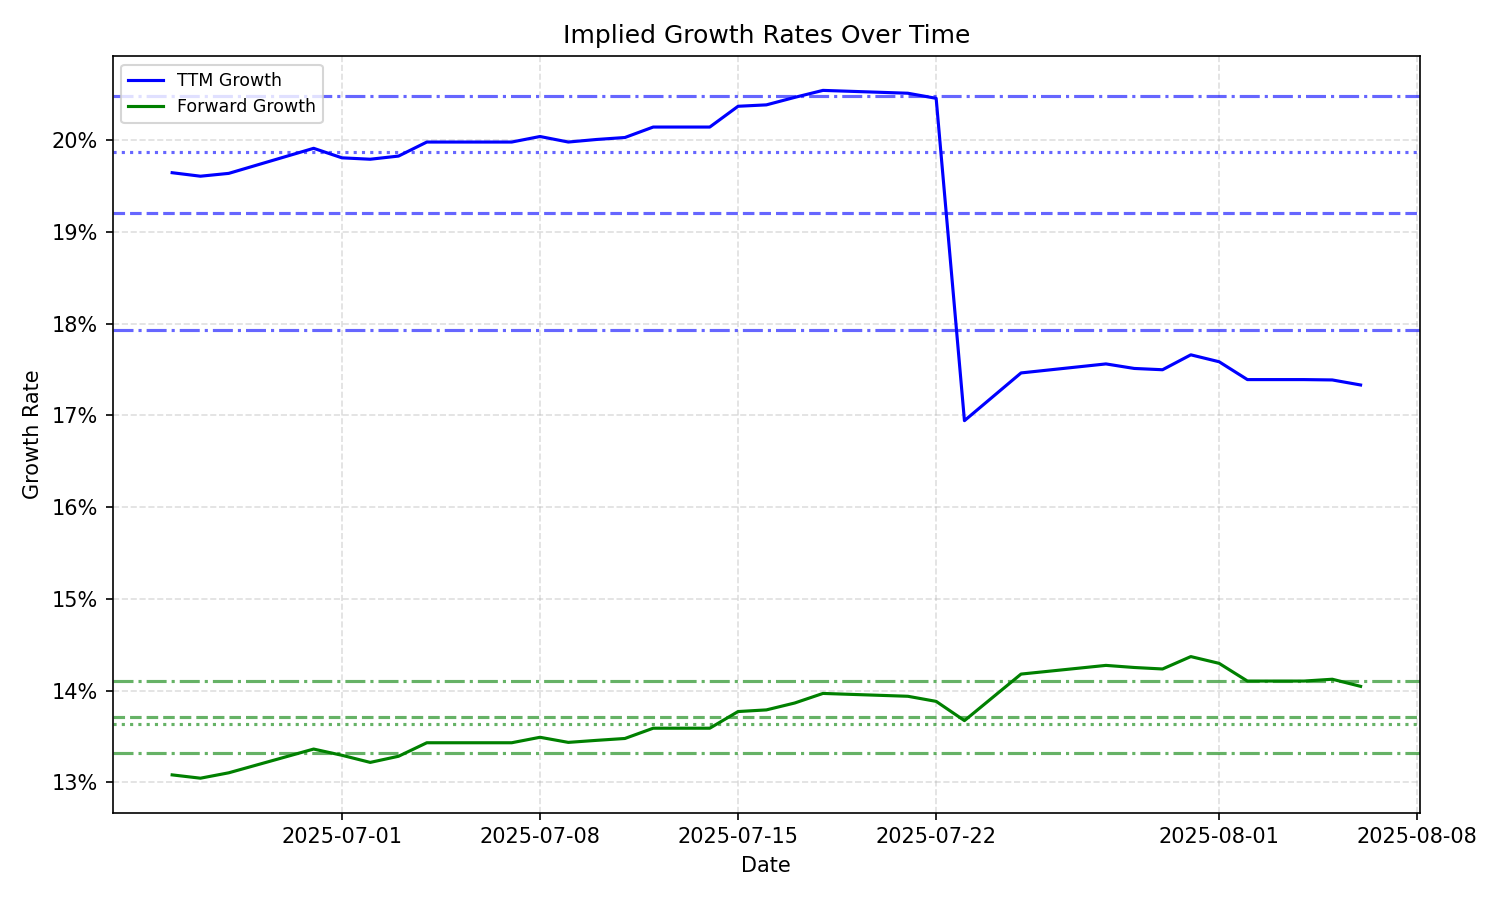 Implied Growth Rates Over Time
TTM Growth
Forward Growth
20%
19%
18%
17%
16%
15%
14%
13%
Growth Rate
2025-07-01
2025-07-08
2025-07-15
2025-07-22
2025-08-01
2025-08-08
Date